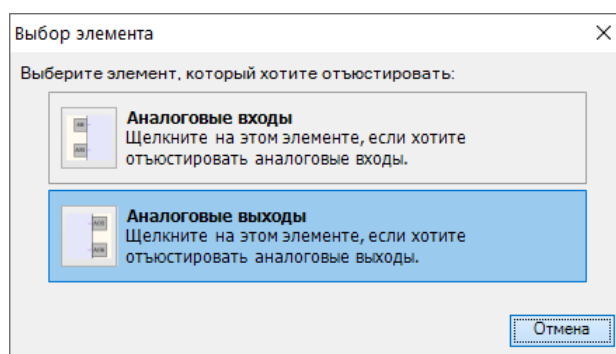 Выбор элемента
Выберите элемент, который хотите отъюстировать:
Аналоговые входы
Щелкните на этом элементе, если хотите
отъюстировать аналоговые входы.
Аналоговые выходы
Щелкните на этом элементе, если хотите
отъюстировать аналоговые выходы.
Отмена